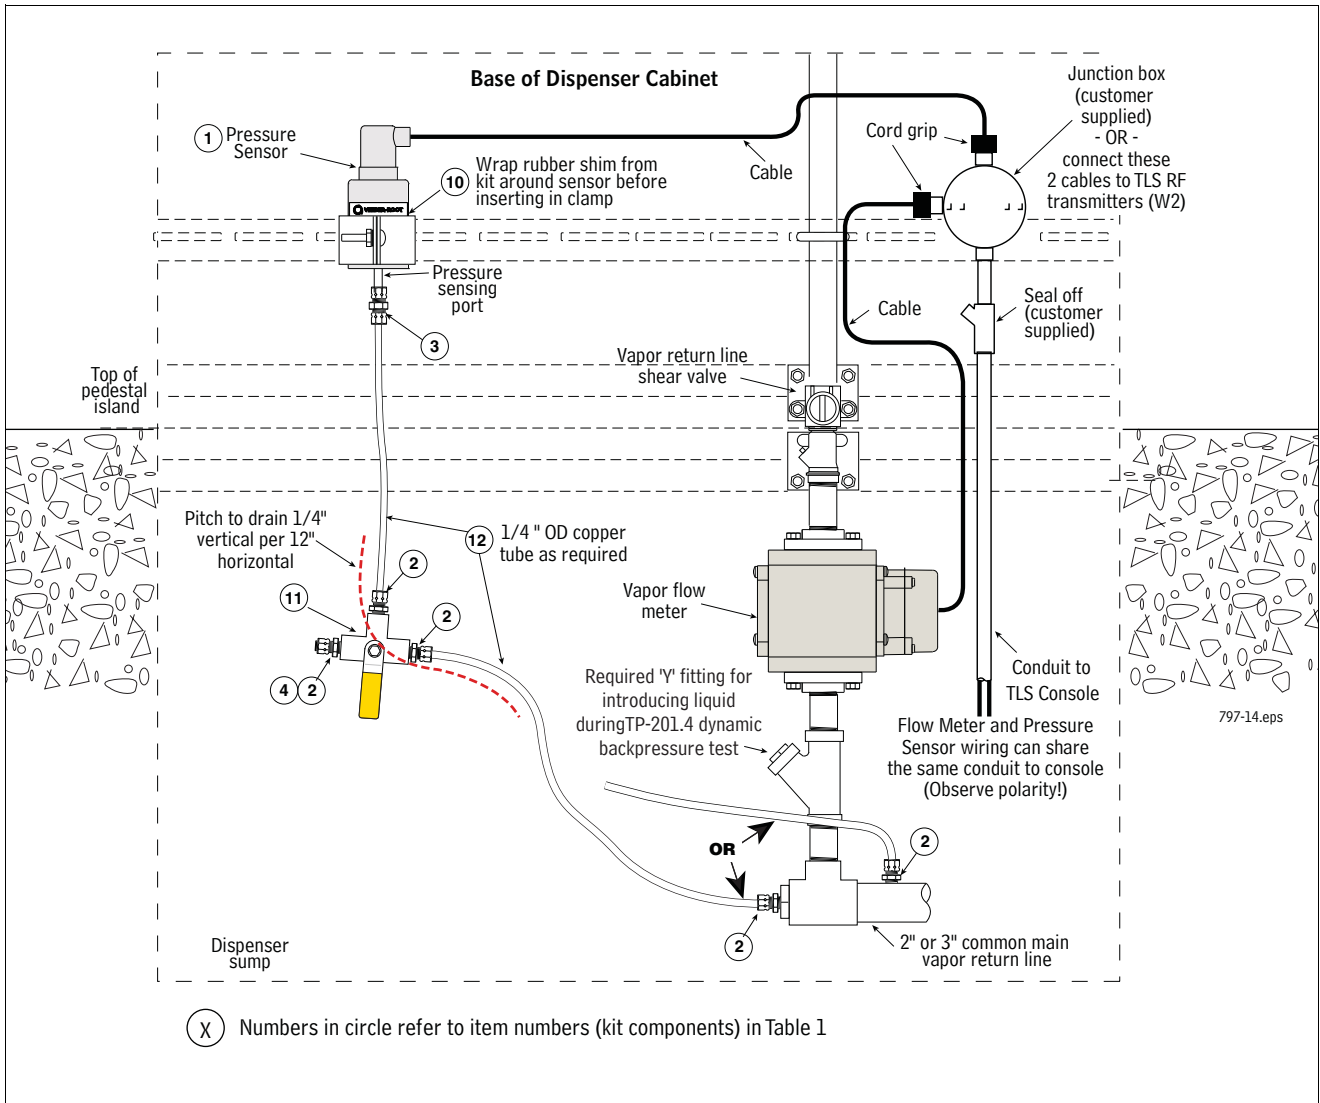 Base of Dispenser Cabinet
Junction box
(customer
supplied)
- OR -
connect these
2 cables to TLS RF
transmitters (W2)
1 Pressure
Sensor
Cord grip
Cable
10 Wrap rubber shim from
kit around sensor before
inserting in clamp
VEEDER-ROOT
Pressure
sensing
port
3
Cable
Seal off
(customer
supplied)
Vapor return line
shear valve
Top of
pedestal
island
Pitch to drain 1/4"
vertical per 12"
horizontal
12 1/4 " OD copper
tube as required
2
11
2
4 2
Vapor flow
meter
Required 'Y' fitting for
introducing liquid
duringTP-201.4 dynamic
backpressure test
Conduit to
TLS Console
797-14.eps
Flow Meter and Pressure
Sensor wiring can share
the same conduit to console
(Observe polarity!)
OR
2
2
Dispenser
sump
2" or 3" common main
vapor return line
X Numbers in circle refer to item numbers (kit components) in Table 1